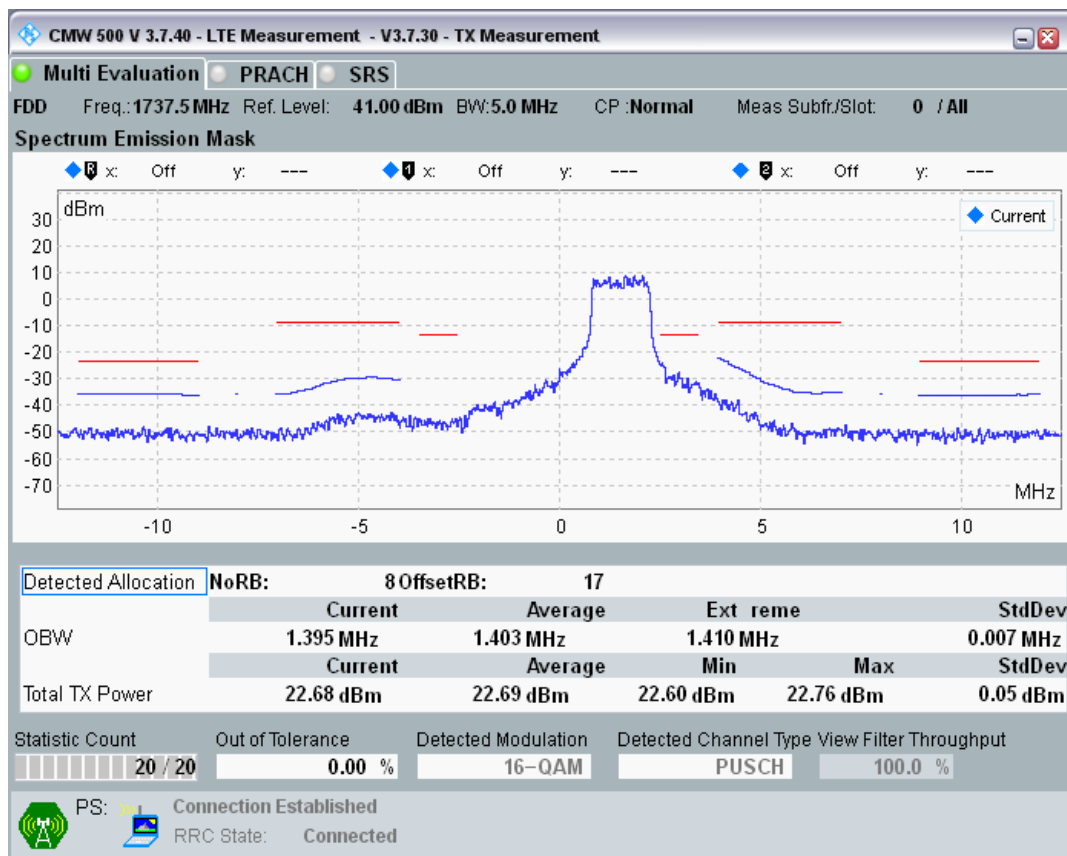 CMW 500 V 3.7.40 - LTE Measurement - V3.7.30 - TX Measurement
Multi Evaluation PRACH SRS
FDD Freq.:1737.5 MHz Ref. Level: 41.00 dBm BW:5.0 MHz CP :Normal Meas Subfr./Slot: 0 / All
Spectrum Emission Mask
R x: Off y: --- 1 x: Off y: --- 2 x: Off y: ---
dBm
Current
30
20
10
0
-10
-20
-30
-40
-50
-60
-70
MHz
-10 -5 0 5 10
Detected Allocation NoRB: 8 OffsetRB: 17
Current Average Ext reme StdDev
OBW 1.395 MHz 1.403 MHz 1.410 MHz 0.007 MHz
Current Average Min Max StdDev
Total TX Power 22.68 dBm 22.69 dBm 22.60 dBm 22.76 dBm 0.05 dBm
Statistic Count Out of Tolerance Detected Modulation Detected Channel Type View Filter Throughput
20 / 20 0.00 % 16-QAM PUSCH 100.0 %
PS: Connection Established
RRC State: Connected